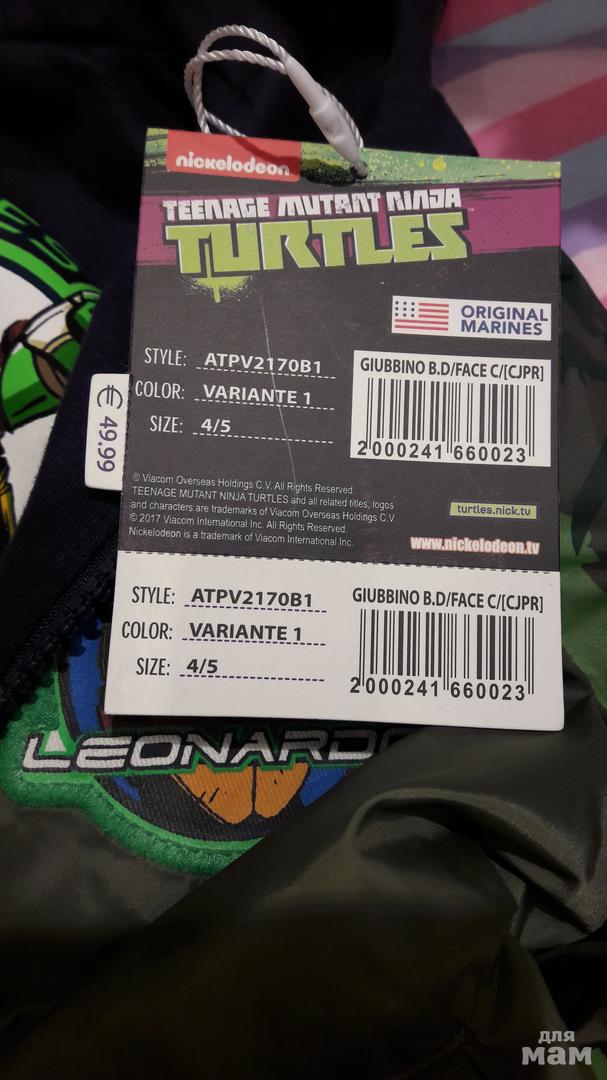 nickelodeon
TEENAGE MUTANT NINJA
TURTLES
ORIGINAL
MARINES
STYLE: ATPV2170B1
COLOR: VARIANTE 1
SIZE: 4/5
GIUBBINO B.D/FACE C/[CJPR]
2000241 660023
€ 49.99
© Viacom Overseas Holdings C.V. All Rights Reserved.
TEENAGE MUTANT NINJA TURTLES and all related titles, logos
and characters are trademarks of Viacom Overseas Holdings C.V.
© 2017 Viacom International Inc. All Rights Reserved.
Nickelodeon is a trademark of Viacom International Inc.
turtles.nick.tv
www.nickelodeon.tv
STYLE: ATPV2170B1
COLOR: VARIANTE 1
SIZE: 4/5
GIUBBINO B.D/FACE C/[CJPR]
2000241 660023
LEONARDO
для
мам